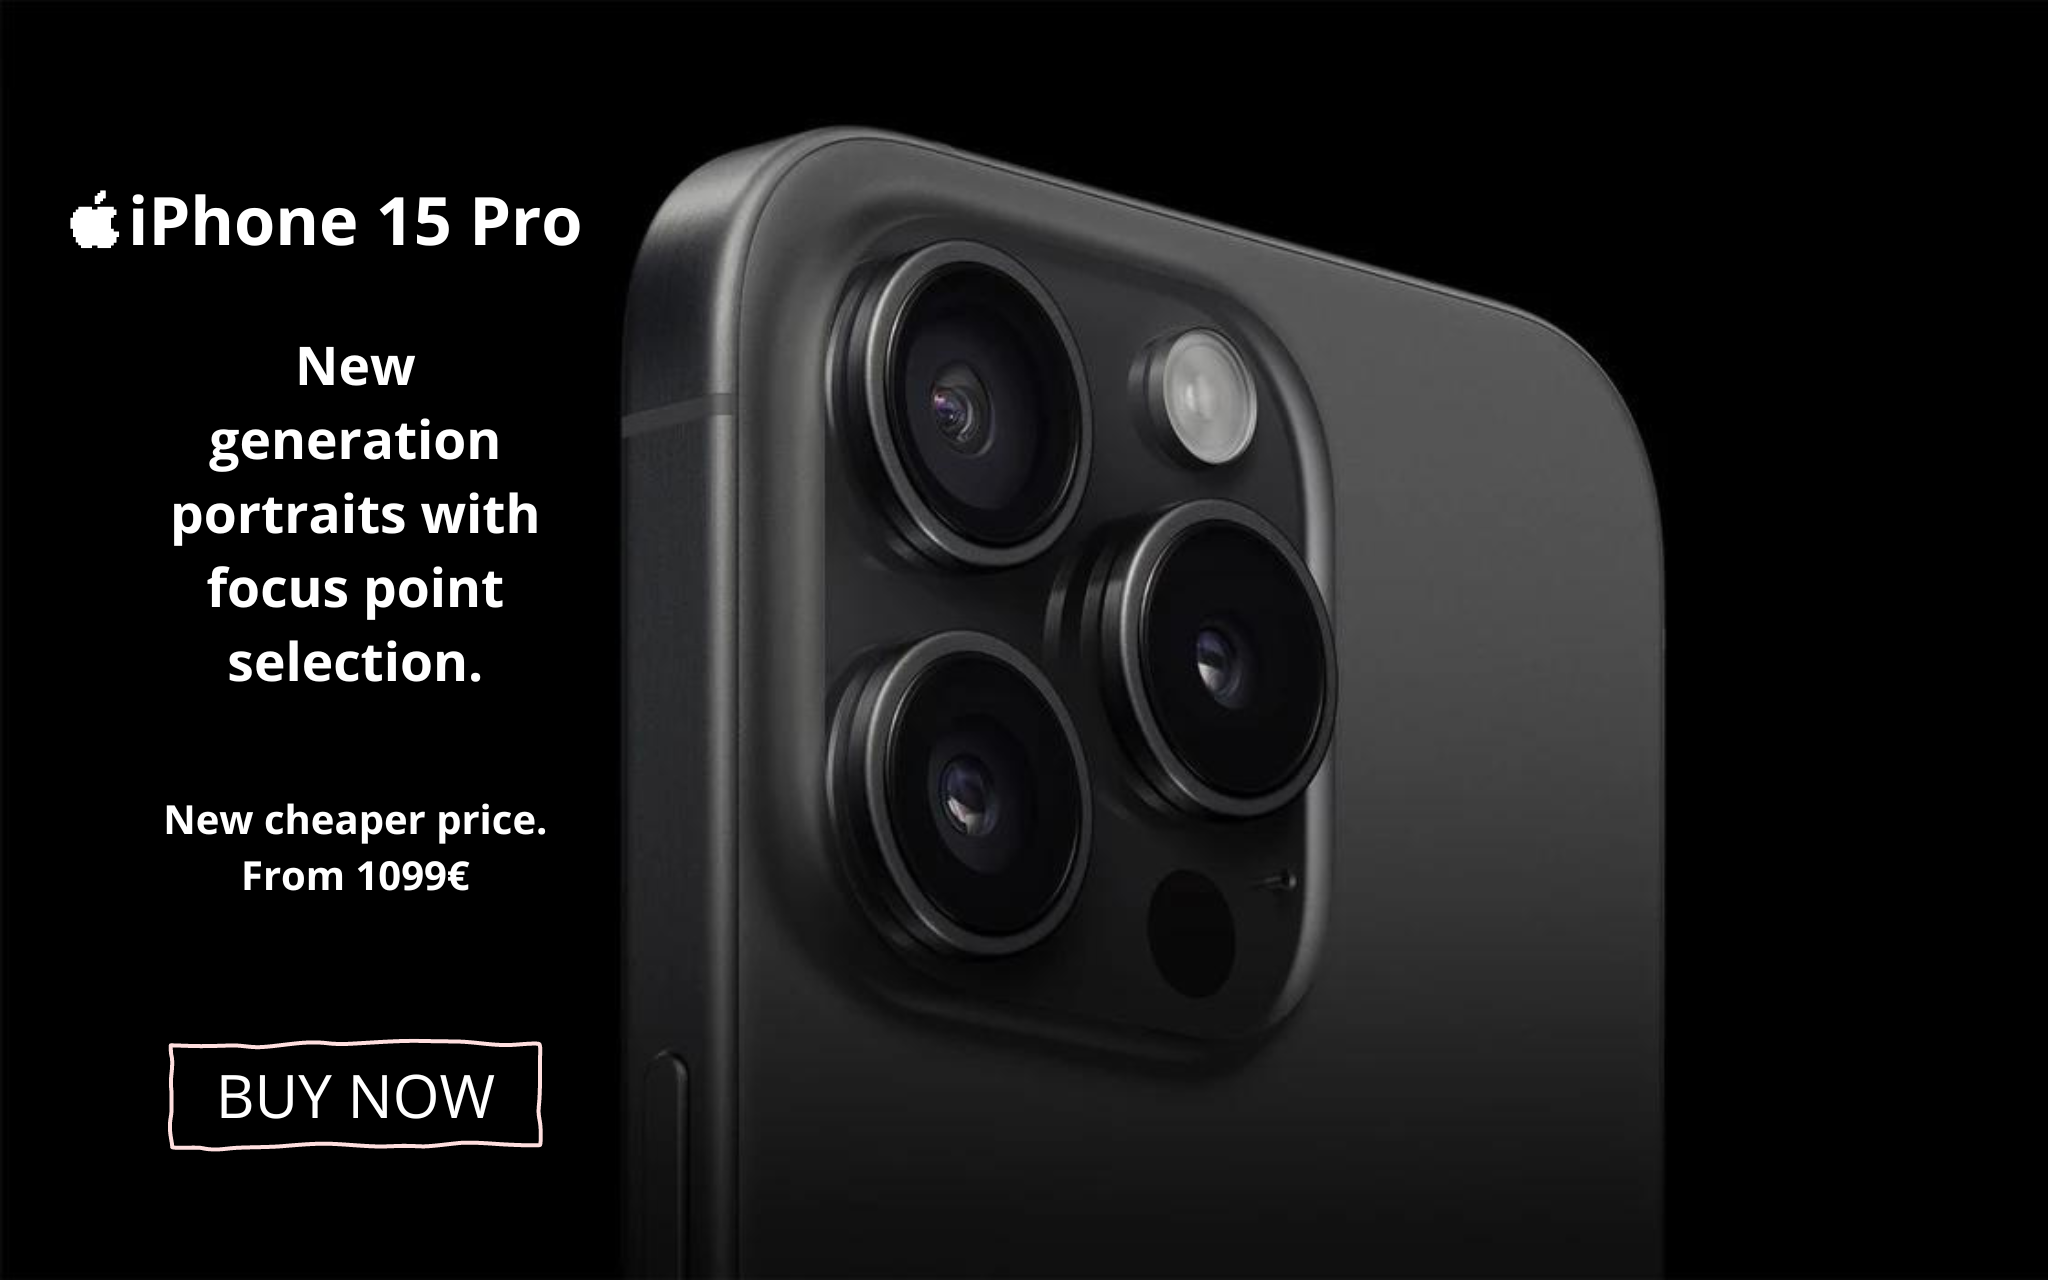 iPhone 15 Pro
New
generation
portraits with
focus point
selection.
New cheaper price.
From 1099€
BUY NOW